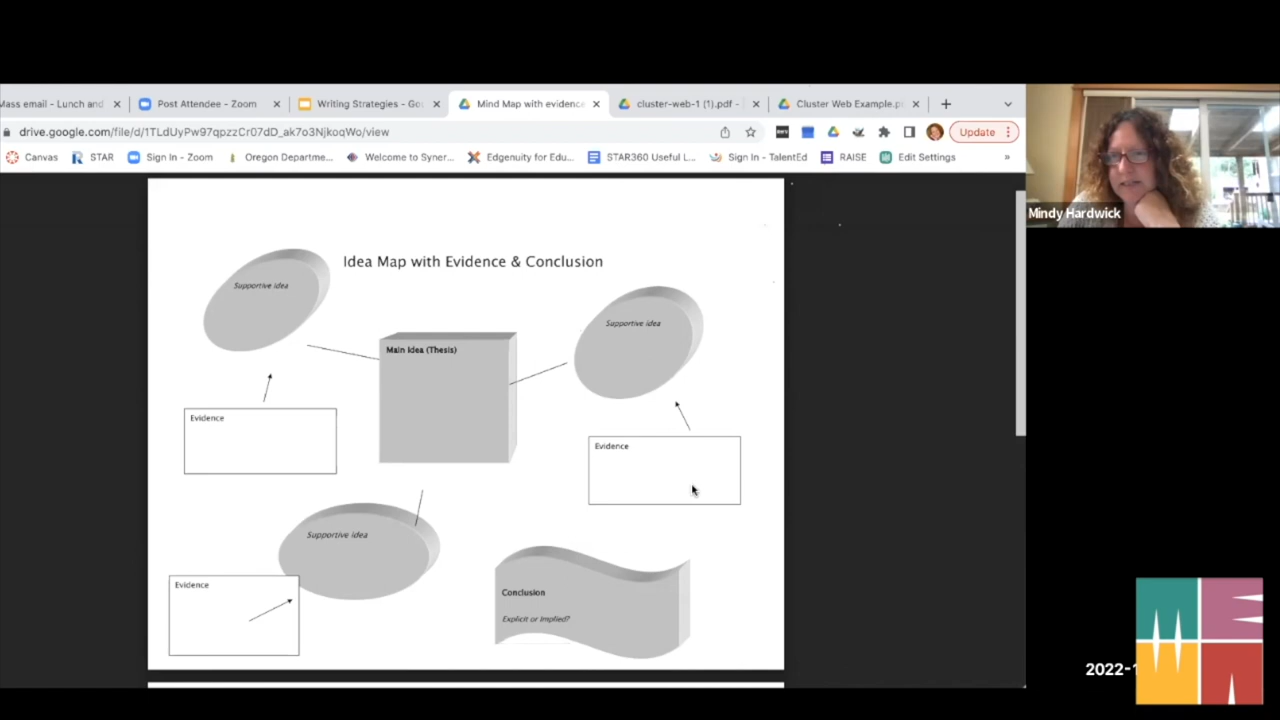 Mass email - Lunch and
Post Attendee - Zoom
Writing Strategies - Go
Mind Map with evidence
cluster-web-1 (1).pdf -
Cluster Web Example.p
drive.google.com/file/d/1TLdUyPw97qpzzCr07dD_ak7o3NjkoqWo/view
Update
Canvas
STAR
Sign In - Zoom
Oregon Departme...
Welcome to Syner...
Edgenuity for Edu...
STAR360 Useful L...
Sign In - TalentEd
RAISE
Edit Settings
»
Mindy Hardwick
Idea Map with Evidence & Conclusion
Supportive idea
Supportive idea
Main Idea (Thesis)
Evidence
Evidence
Supportive idea
Evidence
Conclusion
Explicit or Implied?
2022-1